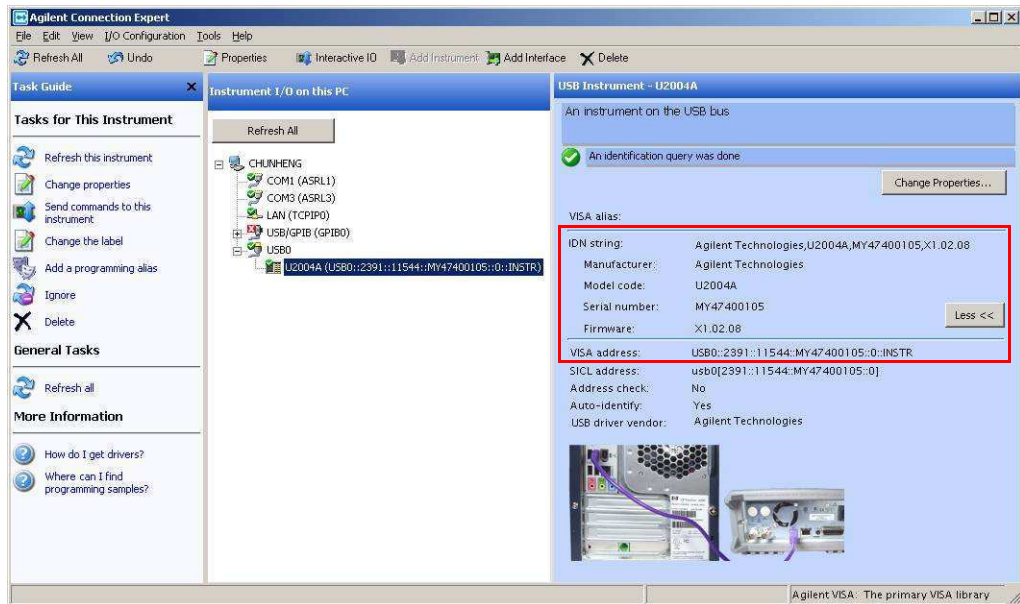 Agilent Connection Expert
File Edit View I/O Configuration Tools Help
Refresh All Undo Properties Interactive IO Add Instrument Add Interface Delete
Task Guide
Tasks for This Instrument
Refresh this instrument
Change properties
Send commands to this
instrument
Change the label
Add a programming alias
Ignore
Delete
General Tasks
Refresh all
More Information
How do I get drivers?
Where can I find
programming samples?
Instrument I/O on this PC
Refresh All
CHUNHENG
COM1 (ASRL1)
COM3 (ASRL3)
LAN (TCPIP0)
USB/GPIB (GPIB0)
USB0
U2004A (USB0::2391::11544::MY47400105::0::INSTR)
USB Instrument - U2004A
An instrument on the USB bus
An identification query was done
Change Properties...
VISA alias:
IDN string: Agilent Technologies,U2004A,MY47400105,X1.02.08
Manufacturer: Agilent Technologies
Model code: U2004A
Serial number: MY47400105
Less <<
Firmware: X1.02.08
VISA address: USB0::2391::11544::MY47400105::0::INSTR
SICL address: usb0[2391::11544::MY47400105::0]
Address check: No
Auto-identify: Yes
USB driver vendor: Agilent Technologies
Agilent VISA: The primary VISA library